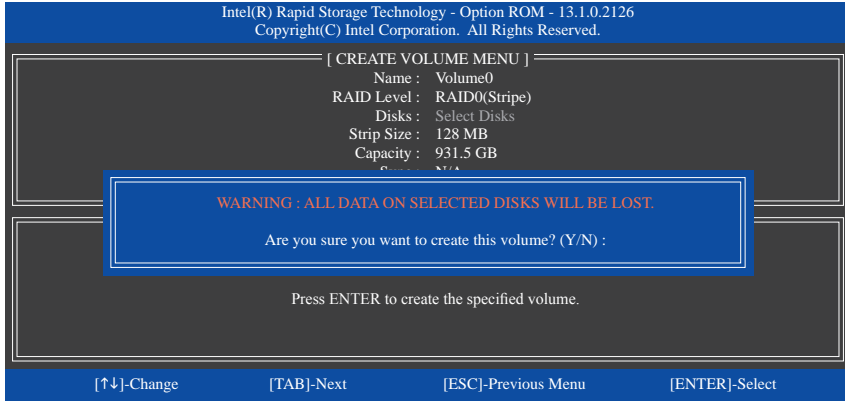 Intel(R) Rapid Storage Technology - Option ROM - 13.1.0.2126
Copyright(C) Intel Corporation. All Rights Reserved.
[ CREATE VOLUME MENU ]
Name : Volume0
RAID Level : RAID0(Stripe)
Disks : Select Disks
Strip Size : 128 MB
Capacity : 931.5 GB
N/A
WARNING : ALL DATA ON SELECTED DISKS WILL BE LOST.
Are you sure you want to create this volume? (Y/N) :
Press ENTER to create the specified volume.
[↑↓]-Change [TAB]-Next [ESC]-Previous Menu [ENTER]-Select